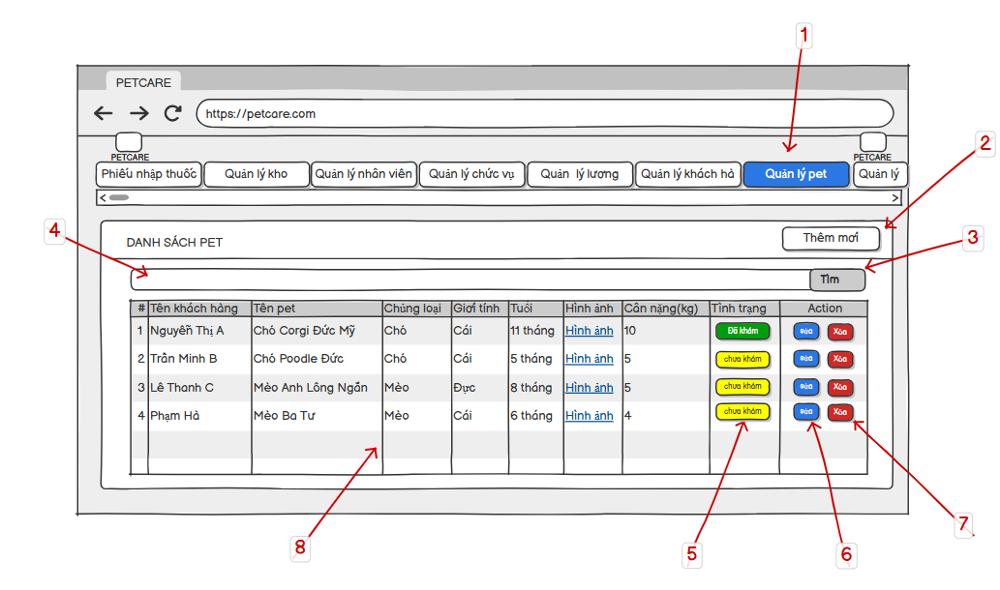 1
PETCARE
https://petcare.com
2
PETCARE PETCARE
Phiếu nhập thuốc Quản lý kho Quản lý nhân viên Quản lý chức vụ Quản lý lương Quản lý khách hà Quản lý pet Quản lý
4 3
DANH SÁCH PET Thêm mới
Tìm
# Tên khách hàng Tên pet Chủng loại Giới tính Tuổi Hình ảnh Cân nặng(kg) Tình trạng Action
1 Nguyễn Thị A Chó Corgi Đức Mỹ Chó Cái 11 tháng Hình ảnh 10 Đã khám sửa Xóa
2 Trần Minh B Chó Poodle Đức Chó Cái 5 tháng Hình ảnh 5 chưa khám sửa Xóa
3 Lê Thanh C Mèo Anh Lông Ngắn Mèo Đực 8 tháng Hình ảnh 5 chưa khám sửa Xóa
4 Phạm Hà Mèo Ba Tư Mèo Cái 6 tháng Hình ảnh 4 chưa khám sửa Xóa
7
8 5 6